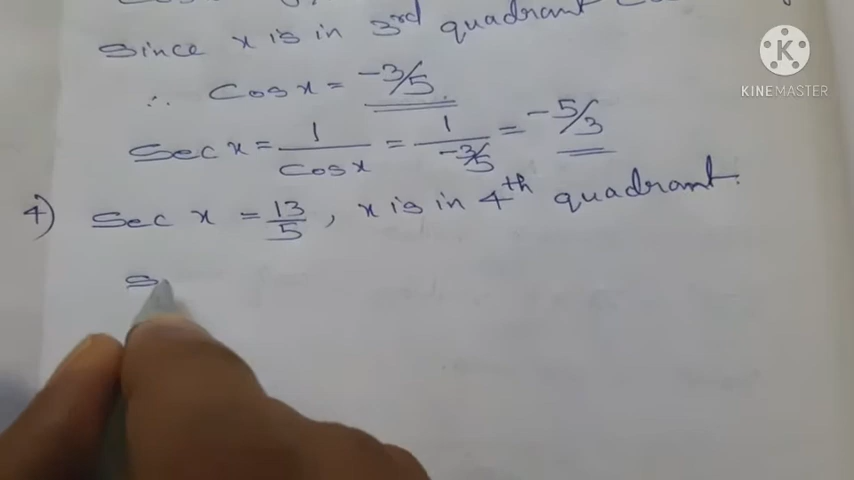 Since x is in 3rd quadrant
∴ Cos x = -3/5
Sec x = 1/Cos x = 1/(-3/5) = -5/3
4) Sec x = 13/5, x is in 4th quadrant.
S
K
KINEMASTER